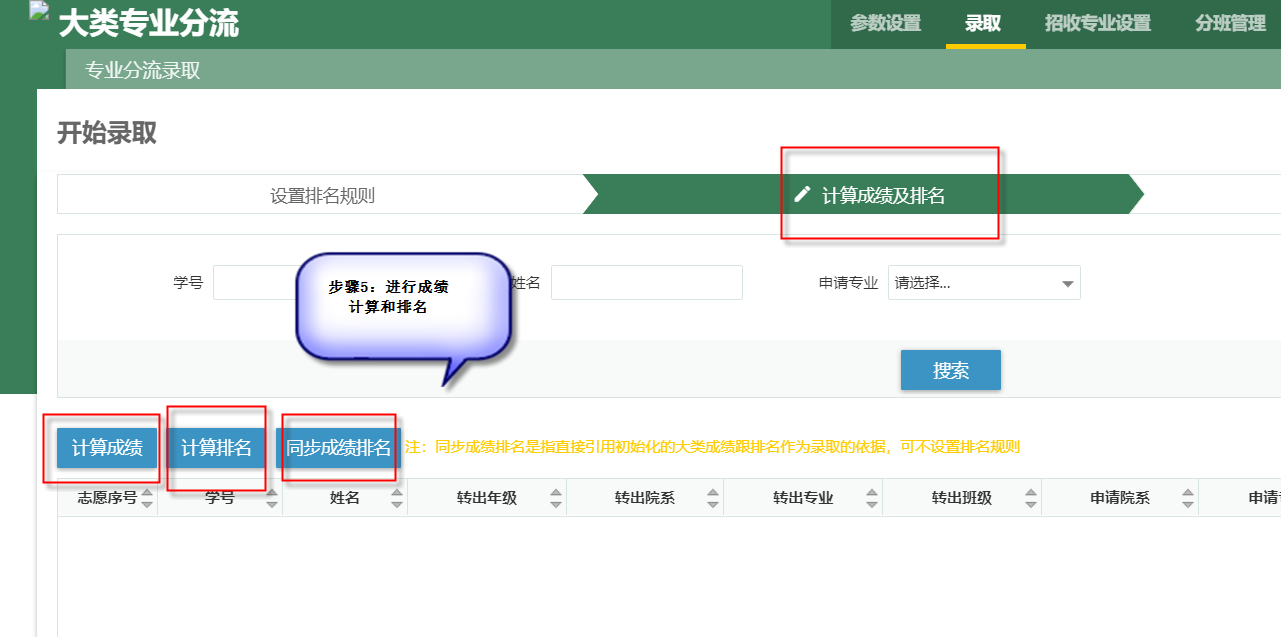 大类专业分流
参数设置 录取 招收专业设置 分班管理
专业分流录取
开始录取
设置排名规则 计算成绩及排名
学号 姓名 申请专业 请选择...
步骤5：进行成绩
计算和排名
搜索
计算成绩 计算排名 同步成绩排名 注：同步成绩排名是指直接引用初始化的大类成绩跟排名作为录取的依据，可不设置排名规则
志愿序号 学号 姓名 转出年级 转出院系 转出专业 转出班级 申请院系 申请